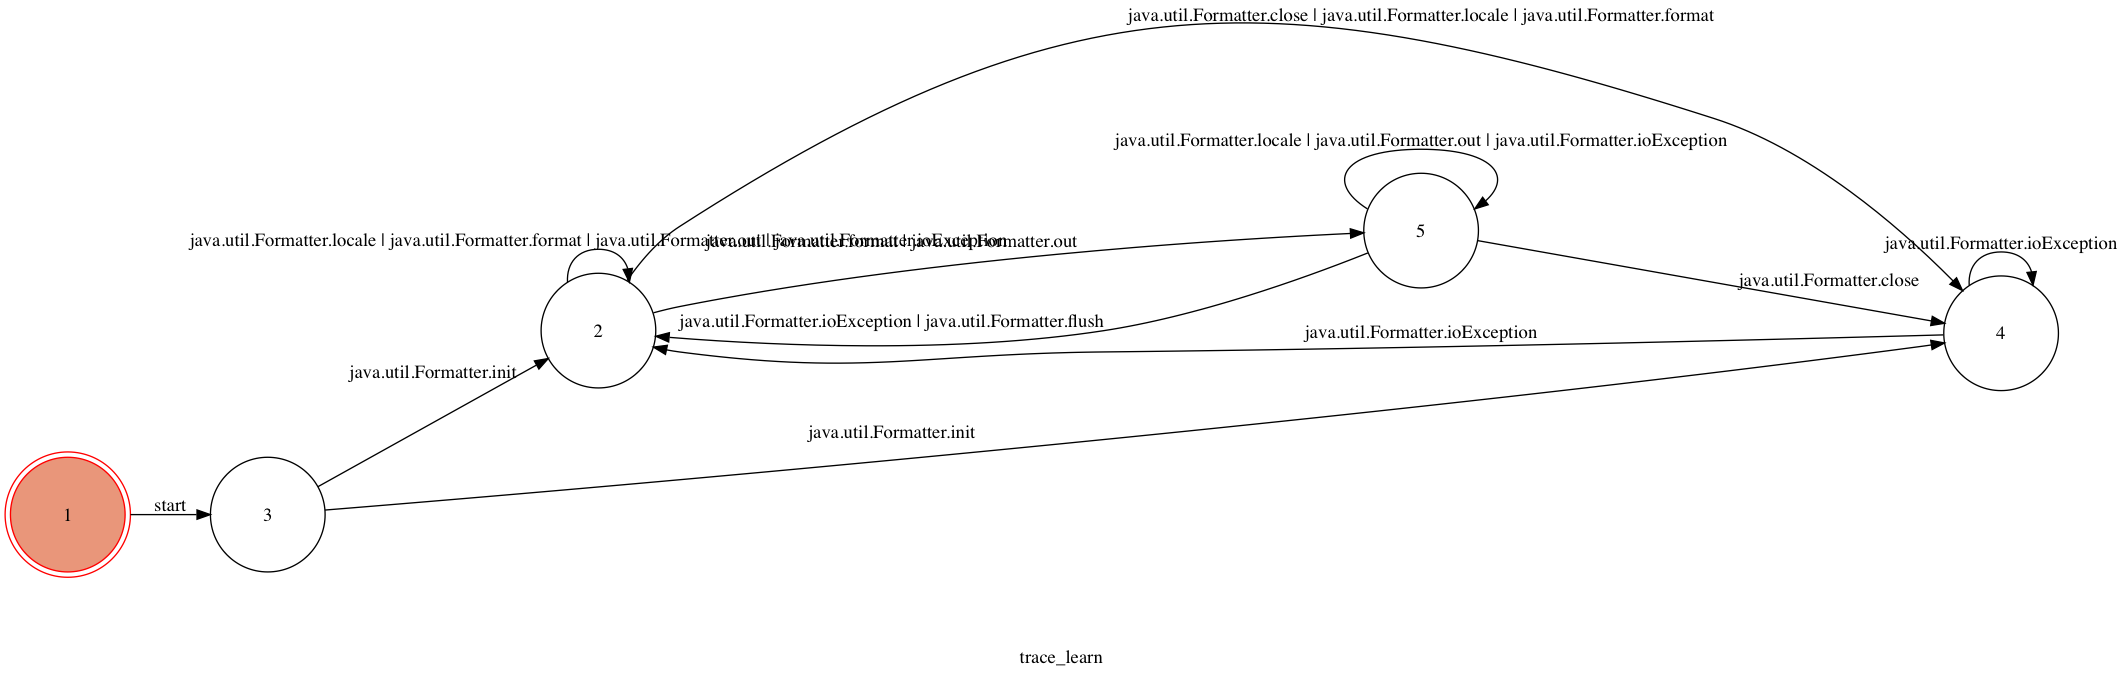 java.util.Formatter.close | java.util.Formatter.locale | java.util.Formatter.format
java.util.Formatter.locale | java.util.Formatter.out | java.util.Formatter.ioException
java.util.Formatter.locale | java.util.Formatter.format | java.util.Formatter.out | java.util.Formatter.ioException
java.util.Formatter.format | java.util.Formatter.out
5
java.util.Formatter.ioException
java.util.Formatter.close
java.util.Formatter.ioException | java.util.Formatter.flush
2
java.util.Formatter.ioException
4
java.util.Formatter.init
java.util.Formatter.init
1
start
3
trace_learn